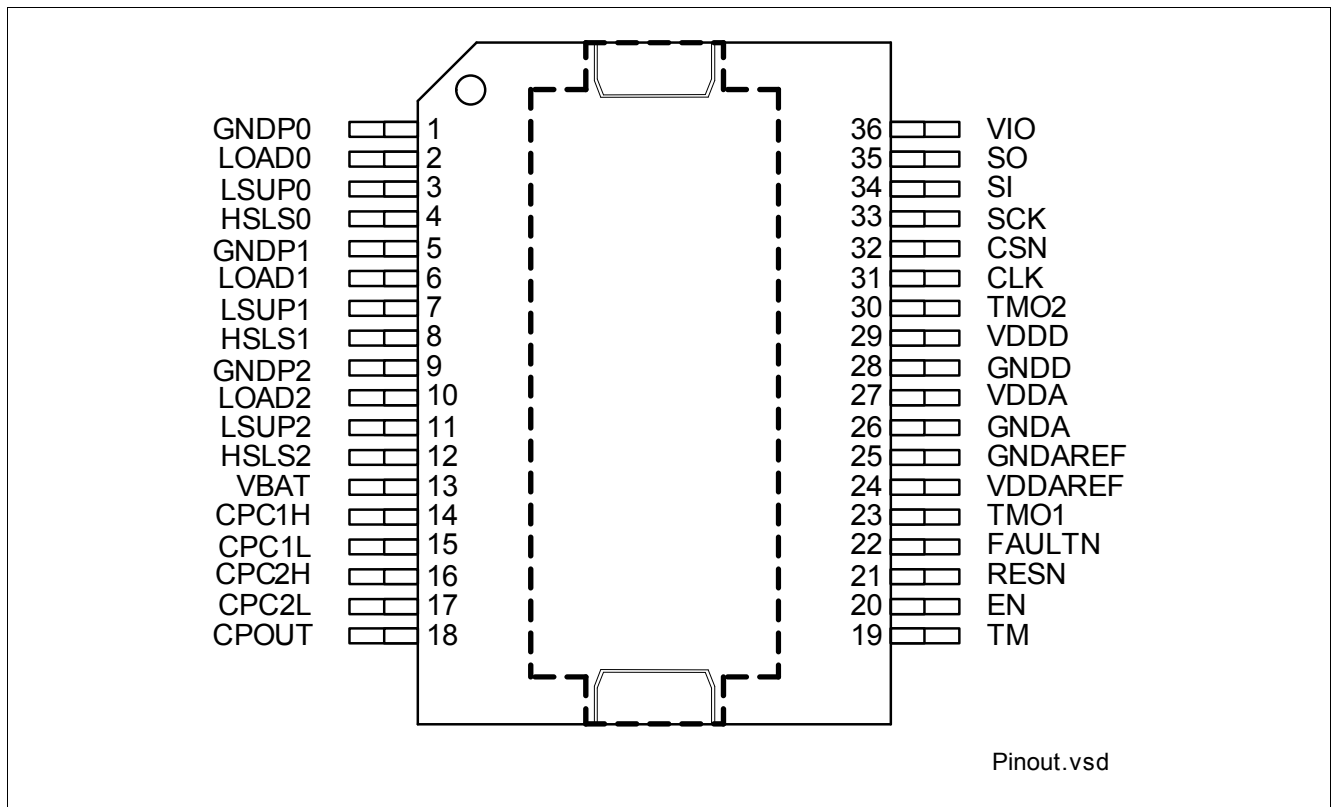 GNDP0 1 36 VIO
LOAD0 2 35 SO
LSUP0 3 34 SI
HSLS0 4 33 SCK
GNDP1 5 32 CSN
LOAD1 6 31 CLK
LSUP1 7 30 TMO2
HSLS1 8 29 VDDD
GNDP2 9 28 GNDD
LOAD2 10 27 VDDA
LSUP2 11 26 GNDA
HSLS2 12 25 GNDAREF
VBAT 13 24 VDDAREF
CPC1H 14 23 TMO1
CPC1L 15 22 FAULTN
CPC2H 16 21 RESN
CPC2L 17 20 EN
CPOUT 18 19 TM
Pinout.vsd